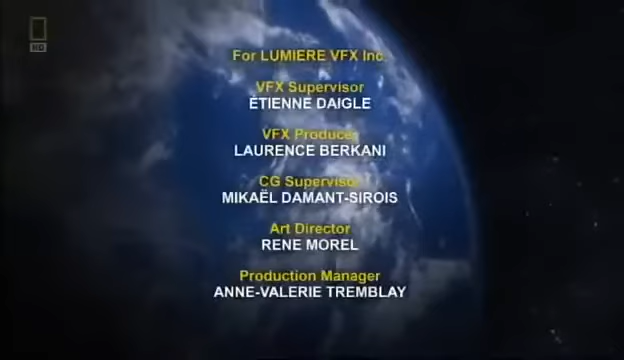 HD
For LUMIERE VFX Inc.
VFX Supervisor
ÉTIENNE DAIGLE
VFX Producer
LAURENCE BERKANI
CG Supervisor
MIKAËL DAMANT-SIROIS
Art Director
RENE MOREL
Production Manager
ANNE-VALERIE TREMBLAY